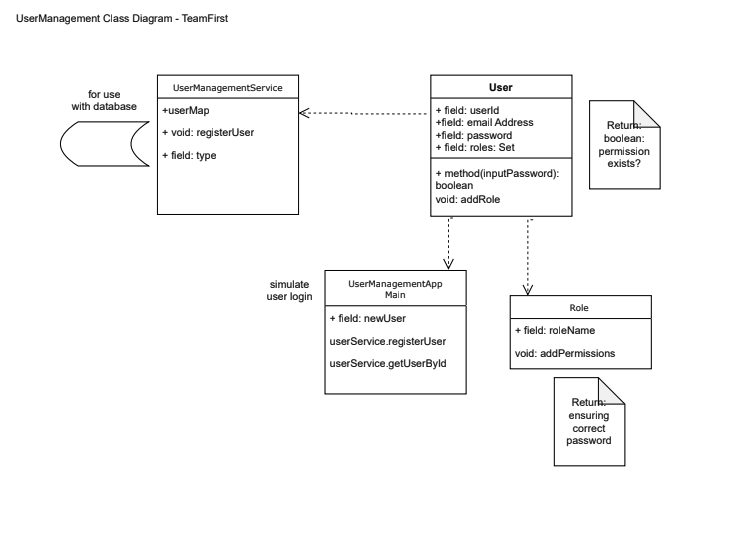 UserManagement Class Diagram - TeamFirst
for use
with database
UserManagementService
+userMap
+ void: registerUser
+ field: type
User
+ field: userId
+field: email Address
+field: password
+ field: roles: Set
+ method(inputPassword):
boolean
void: addRole
Return:
boolean:
permission
exists?
simulate
user login
UserManagementApp
Main
+ field: newUser
userService.registerUser
userService.getUserById
Role
+ field: roleName
void: addPermissions
Return:
ensuring
correct
password